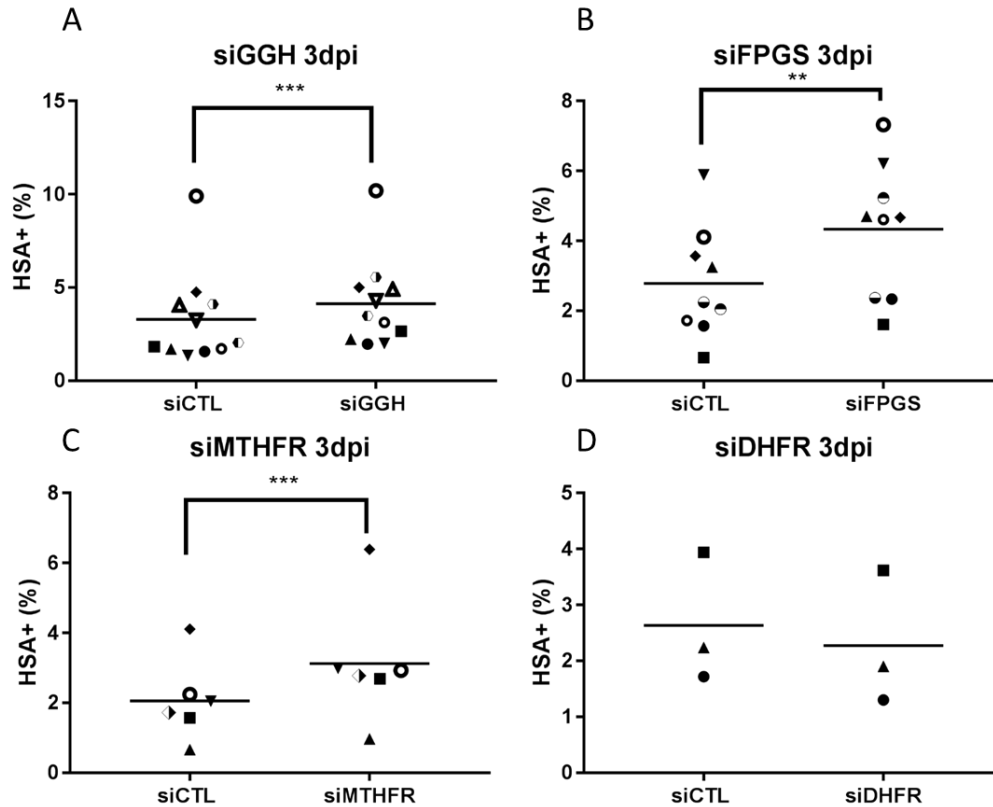 A
siGGH 3dpi
***
HSA+ (%)
15
10
5
0
siCTL
siGGH
B
siFPGS 3dpi
**
HSA+ (%)
8
6
4
2
0
siCTL
siFPGS
C
siMTHFR 3dpi
***
HSA+ (%)
8
6
4
2
0
siCTL
siMTHFR
D
siDHFR 3dpi
HSA+ (%)
5
4
3
2
1
0
siCTL
siDHFR